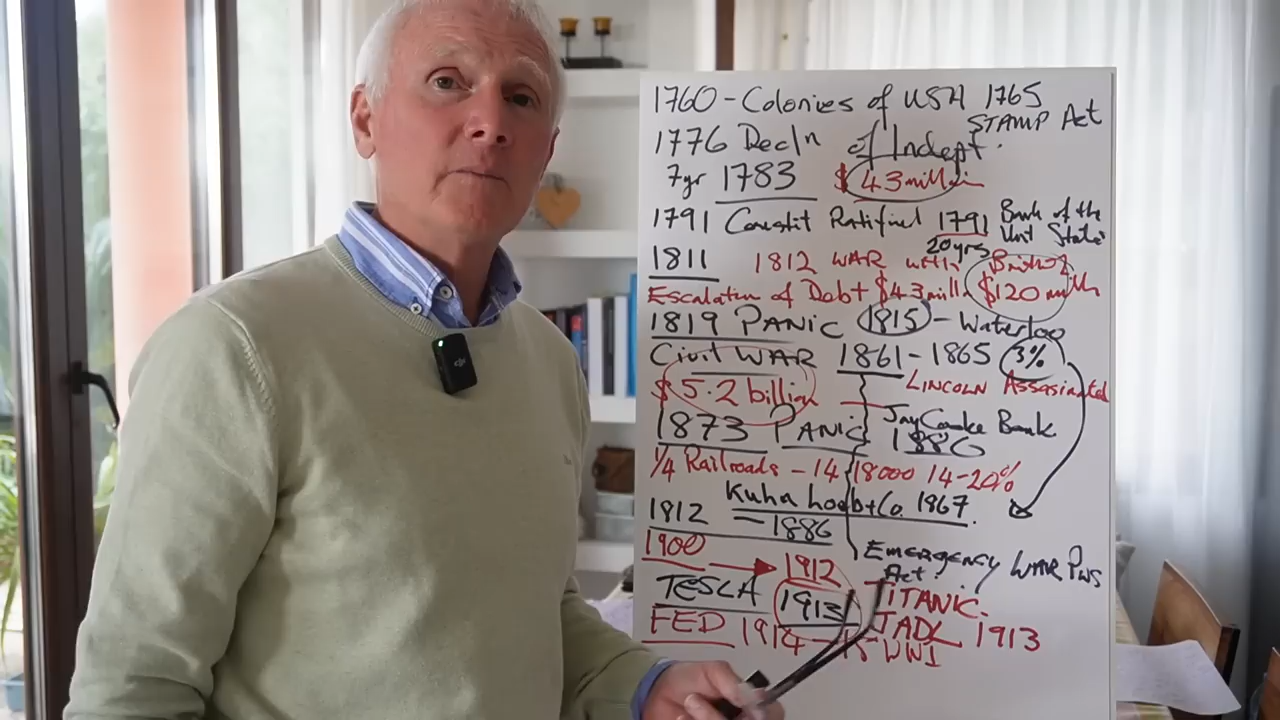 1760 - Colonies of USA 1765
STAMP Act
1776 Decln of Indept.
7yr 1783 $43 million
1791 Constit Ratified 1791 Bank of the
20yrs Unit States
1811 1812 WAR with British
Escalation of Debt $43 mill $120 mill
1819 PANIC 1815 - Waterloo
Civil WAR 1861 - 1865 3%
$5.2 billion LINCOLN Assasinated
1873 PANIC Jay Cooke Bank
1886
1/4 Railroads - 14 18000 14-20%
Kuhn Loeb + Co 1867.
1812 - 1886
1900 1912 Emergency WAR Pws
Act.
TESLA 1913 TITANIC.
FED 1914 - 18 JADL 1913
WW1